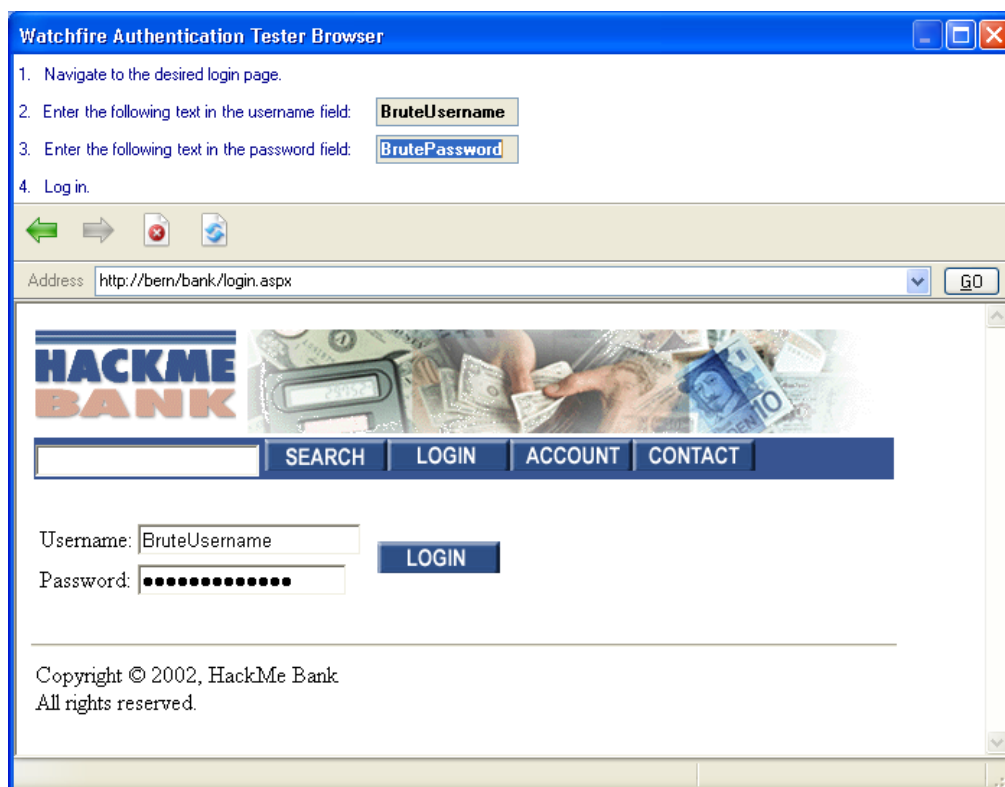 Watchfire Authentication Tester Browser
1. Navigate to the desired login page.
2. Enter the following text in the username field: BruteUsername
3. Enter the following text in the password field: BrutePassword
4. Log in.
Address http://bern/bank/login.aspx GO
HACKME
BANK
SEARCH LOGIN ACCOUNT CONTACT
Username: BruteUsername
LOGIN
Password: ●●●●●●●●●●●●●
Copyright © 2002, HackMe Bank
All rights reserved.